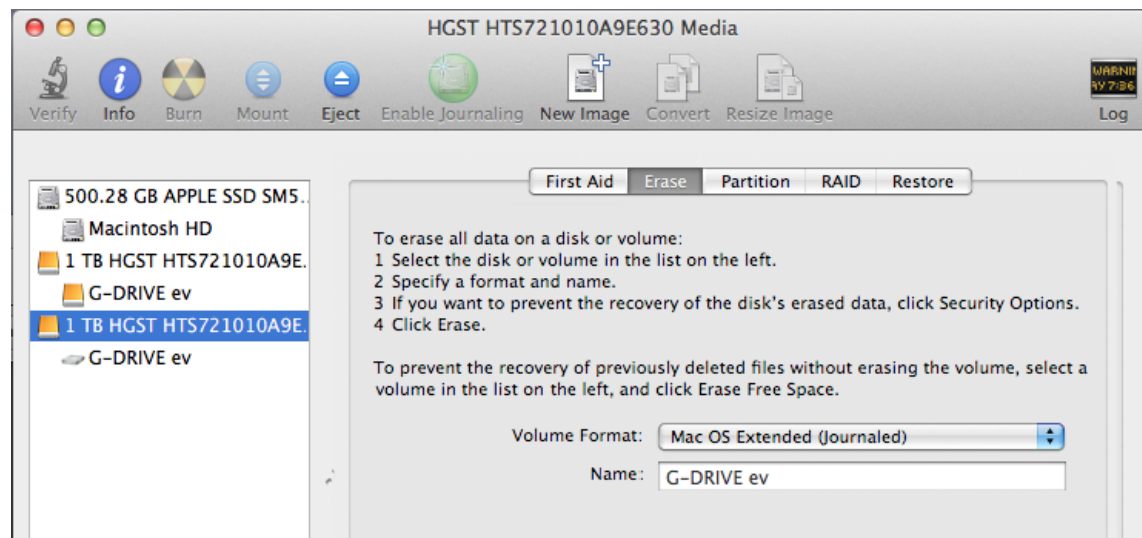 HGST HTS721010A9E630 Media
Verify Info Burn Mount Eject Enable Journaling New Image Convert Resize Image Log
WARNIN
AY 7:36
First Aid Erase Partition RAID Restore
500.28 GB APPLE SSD SM5..
Macintosh HD
1 TB HGST HTS721010A9E.
G-DRIVE ev
1 TB HGST HTS721010A9E.
G-DRIVE ev
To erase all data on a disk or volume:
1 Select the disk or volume in the list on the left.
2 Specify a format and name.
3 If you want to prevent the recovery of the disk's erased data, click Security Options.
4 Click Erase.
To prevent the recovery of previously deleted files without erasing the volume, select a
volume in the list on the left, and click Erase Free Space.
Volume Format: Mac OS Extended (Journaled)
Name: G-DRIVE ev